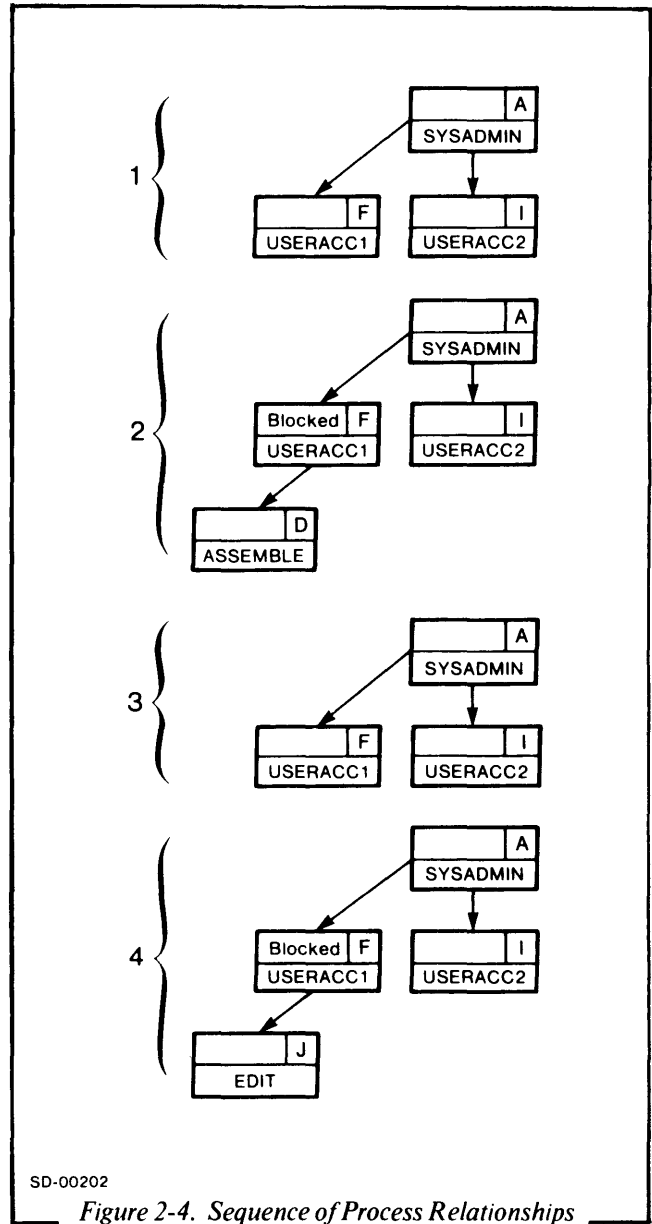 1
A
SYSADMIN
F
USERACC1
I
USERACC2
2
A
SYSADMIN
Blocked F
USERACC1
I
USERACC2
D
ASSEMBLE
3
A
SYSADMIN
F
USERACC1
I
USERACC2
4
A
SYSADMIN
Blocked F
USERACC1
I
USERACC2
J
EDIT
SD-00202
Figure 2-4. Sequence of Process Relationships